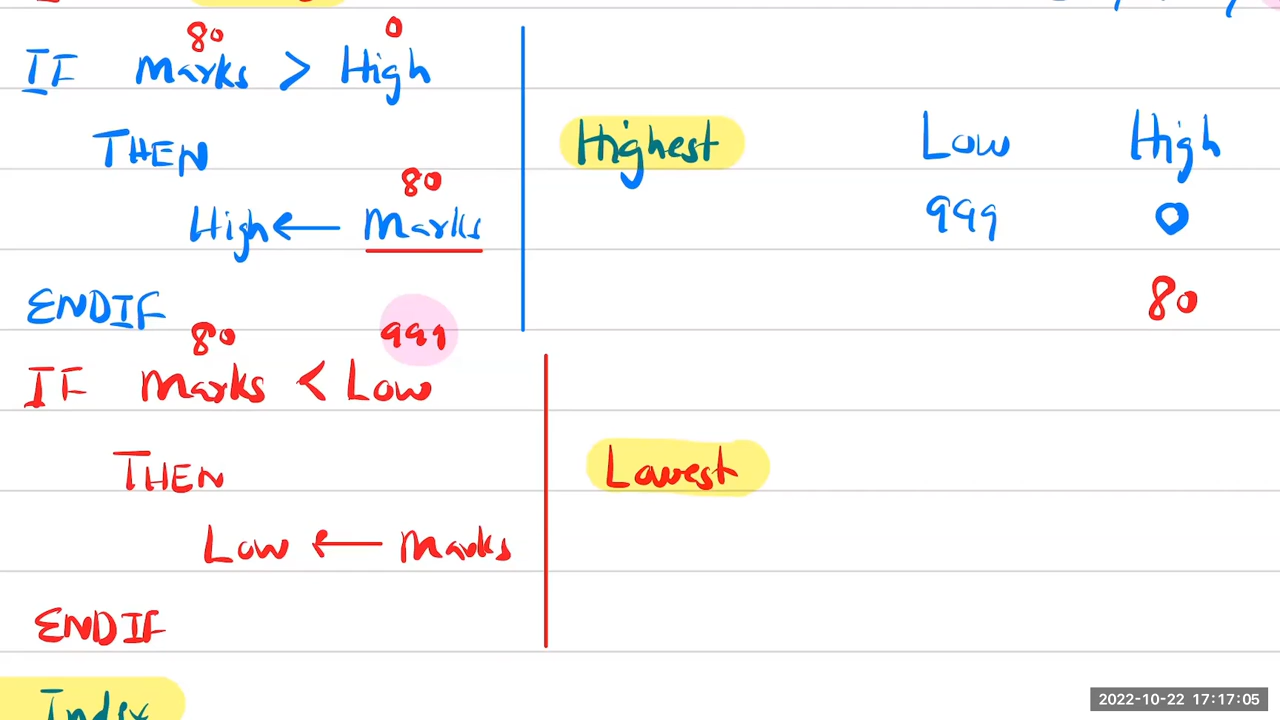 80 0
IF Marks > High
THEN
80
High ← Marks
ENDIF
80 999
IF Marks < Low
THEN
Low ← Marks
ENDIF
Index
Highest
Lowest
Low High
999 0
80
2022-10-22 17:17:05